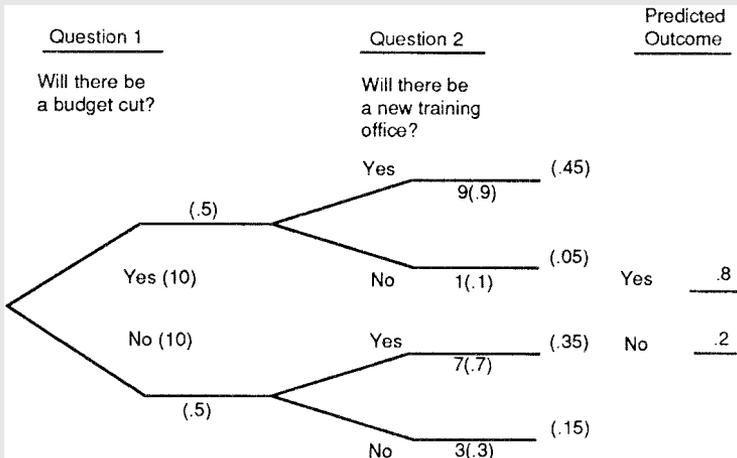 Question 1
Will there be
a budget cut?
Question 2
Will there be
a new training
office?
Predicted
Outcome
(.5)
Yes (10)
No (10)
(.5)
Yes
9(.9)
(.45)
No
1(.1)
(.05)
Yes
7(.7)
(.35)
No
3(.3)
(.15)
Yes .8
No .2